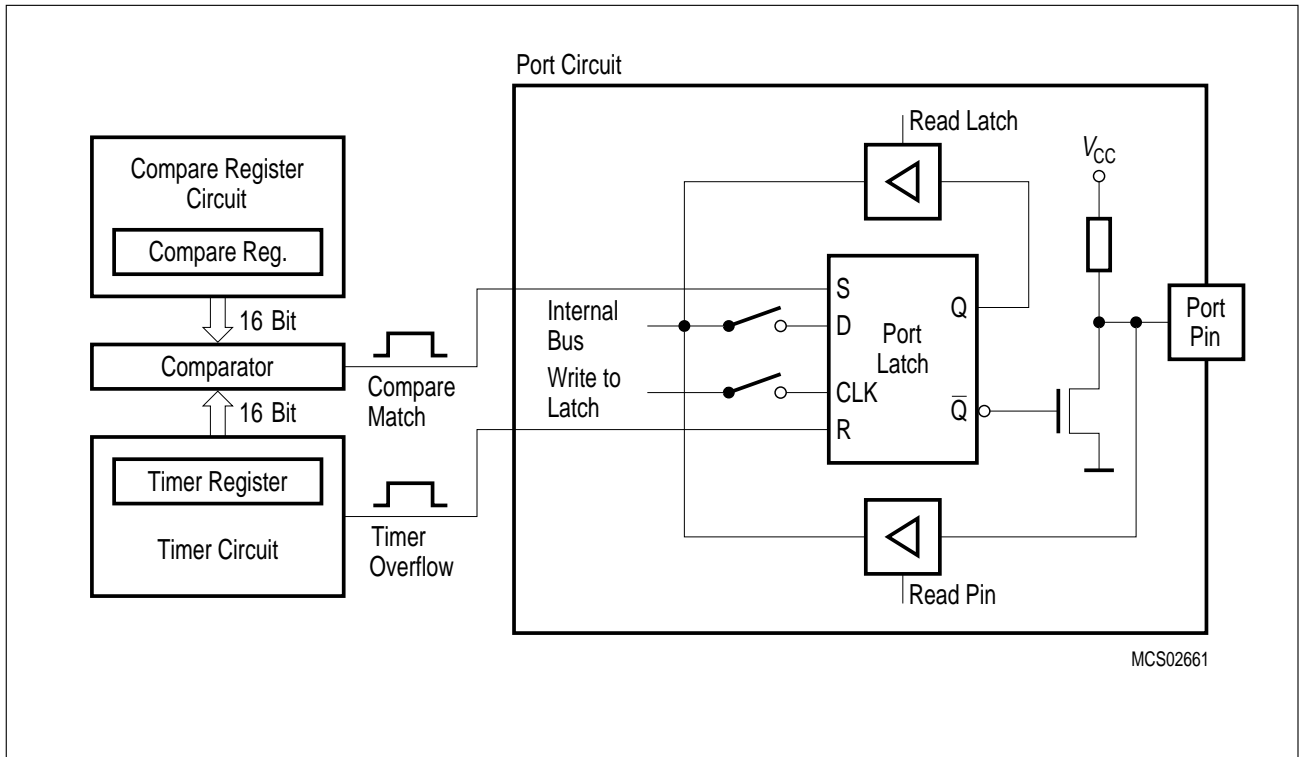 Port Circuit
Compare Register
Circuit
Compare Reg.
16 Bit
Comparator
16 Bit
Timer Register
Timer Circuit
Compare
Match
Timer
Overflow
Read Latch
VCC
Internal
Bus
Write to
Latch
S
D
CLK
R
Port
Latch
Q
Q̅
Port
Pin
Read Pin
MCS02661